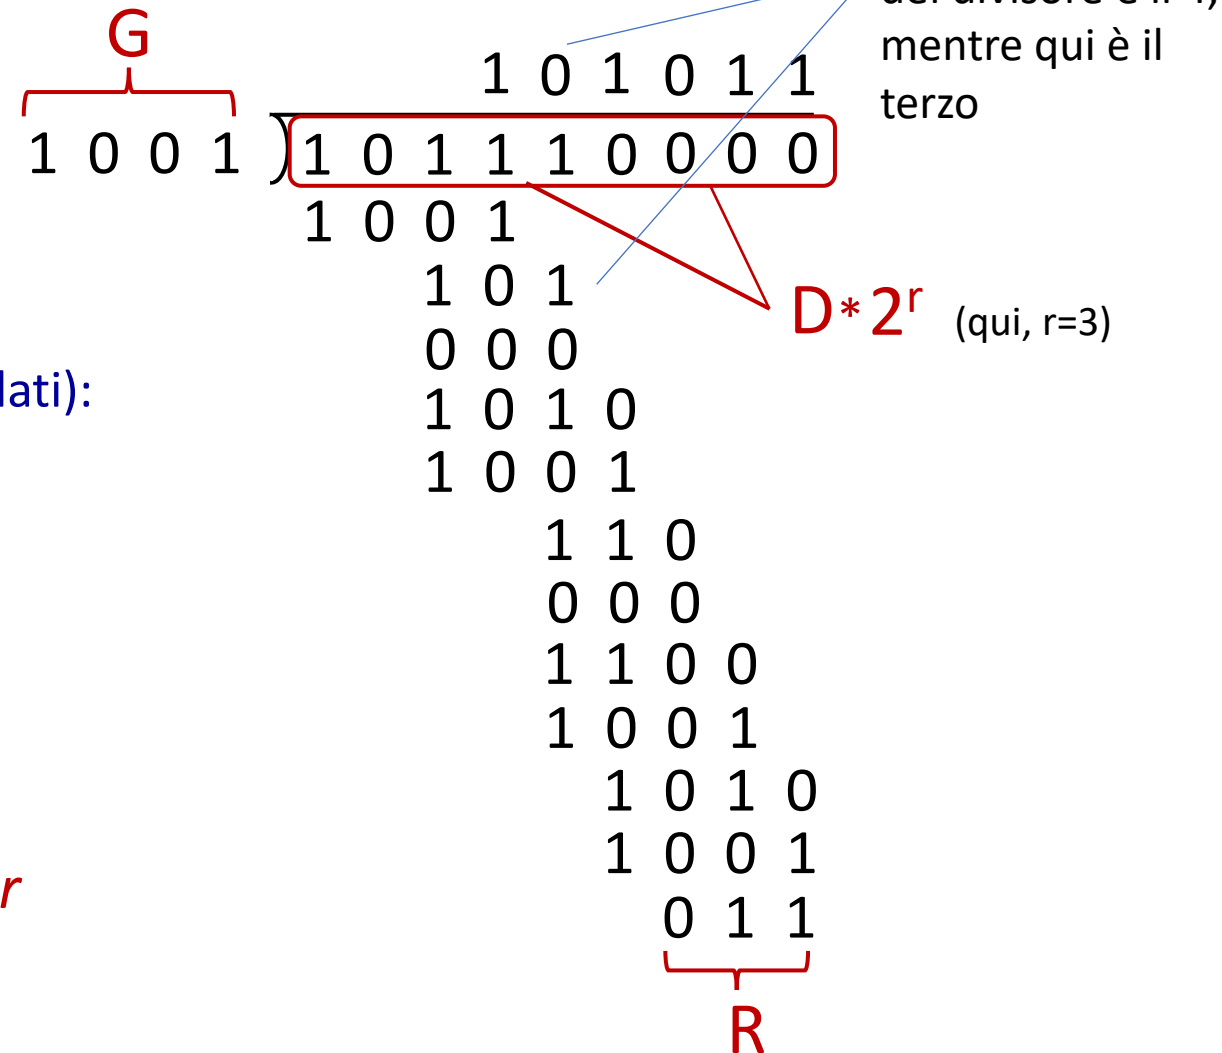 G
mentre qui è il
terzo
1 0 1 0 1 1
1 0 0 1 ) 1 0 1 1 1 0 0 0 0
1 0 0 1
1 0 1
D*2^r (qui, r=3)
0 0 0
lati):
1 0 1 0
1 0 0 1
1 1 0
0 0 0
1 1 0 0
1 0 0 1
1 0 1 0
1 0 0 1
r
0 1 1
R